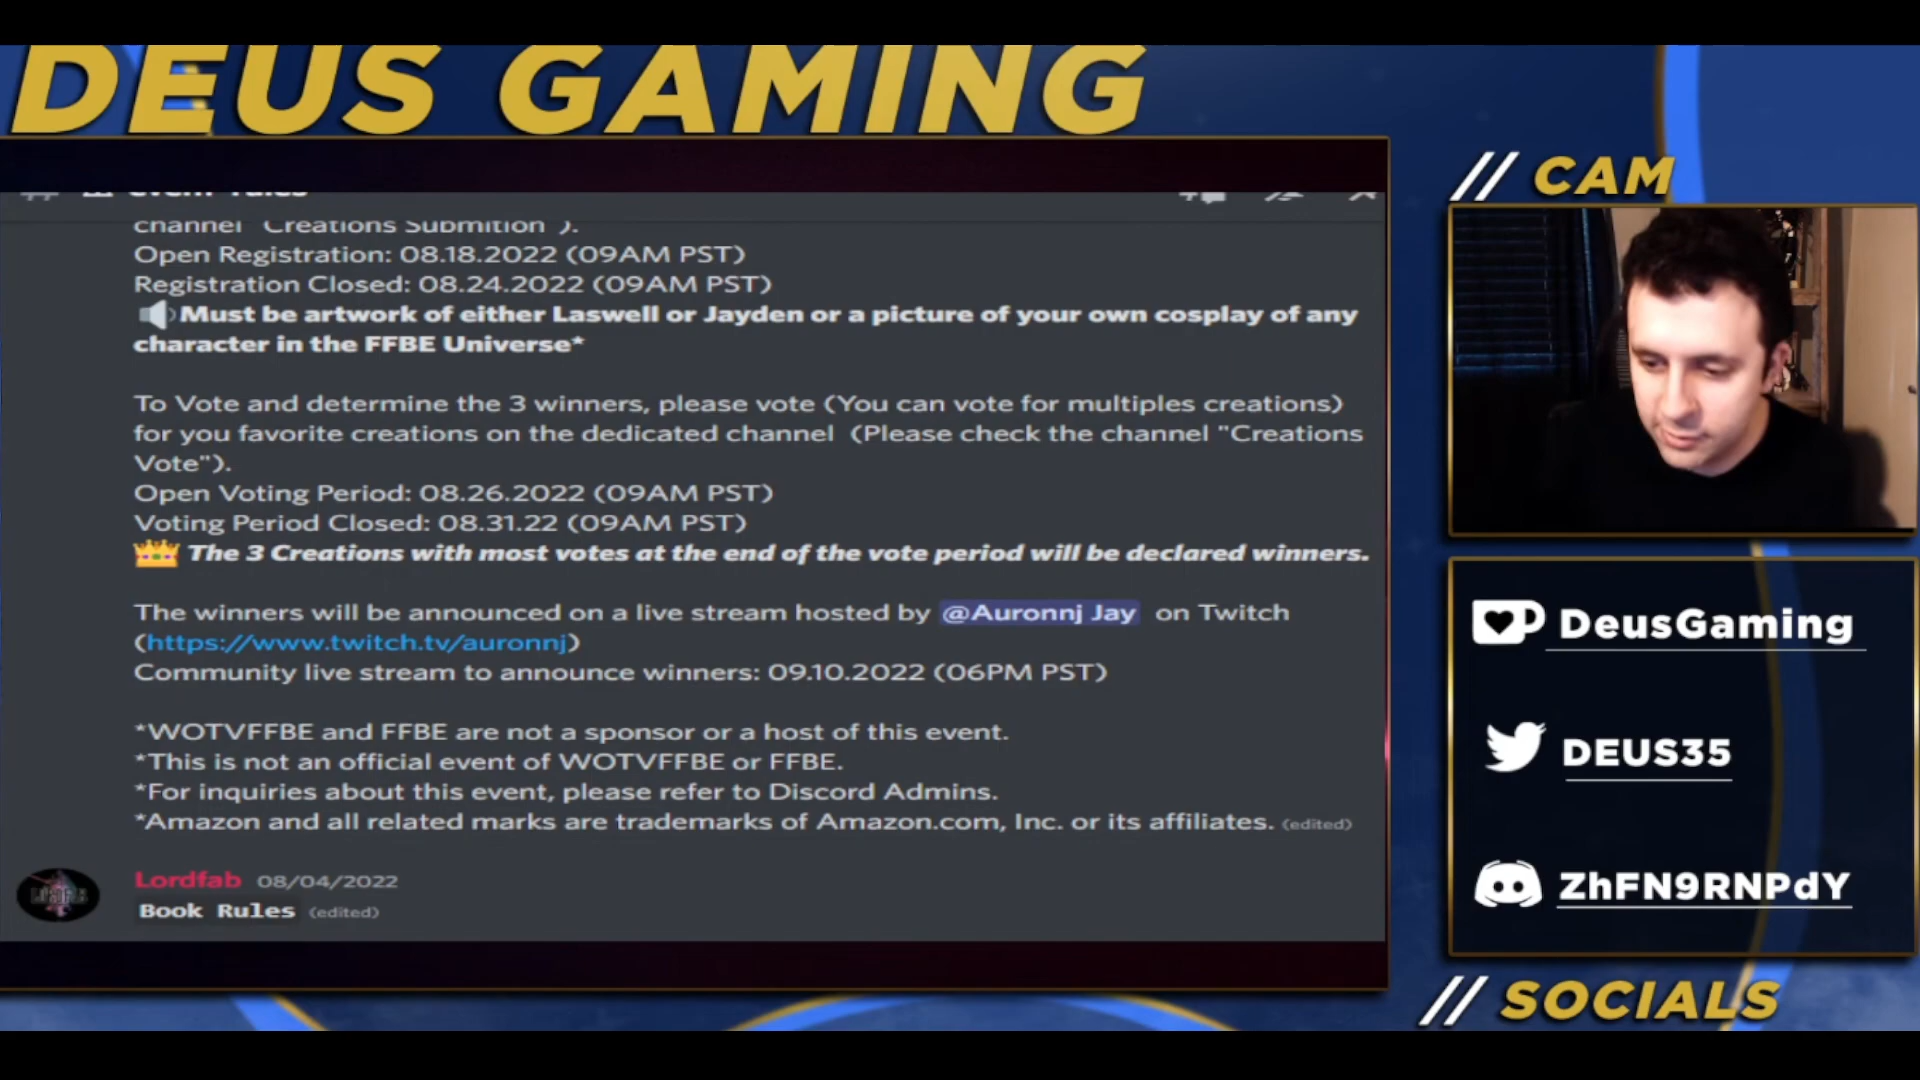 DEUS GAMING
// CAM
event-rules
channel "Creations Submition").
Open Registration: 08.18.2022 (09AM PST)
Registration Closed: 08.24.2022 (09AM PST)
Must be artwork of either Laswell or Jayden or a picture of your own cosplay of any
character in the FFBE Universe*
To Vote and determine the 3 winners, please vote (You can vote for multiples creations)
for you favorite creations on the dedicated channel (Please check the channel "Creations
Vote").
Open Voting Period: 08.26.2022 (09AM PST)
Voting Period Closed: 08.31.22 (09AM PST)
The 3 Creations with most votes at the end of the vote period will be declared winners.
The winners will be announced on a live stream hosted by @Auronnj Jay on Twitch
(https://www.twitch.tv/auronnj)
Community live stream to announce winners: 09.10.2022 (06PM PST)
*WOTVFFBE and FFBE are not a sponsor or a host of this event.
*This is not an official event of WOTVFFBE or FFBE.
*For inquiries about this event, please refer to Discord Admins.
*Amazon and all related marks are trademarks of Amazon.com, Inc. or its affiliates. (edited)
Lordfab 08/04/2022
Book Rules (edited)
DeusGaming
DEUS35
ZhFN9RNPdY
// SOCIALS